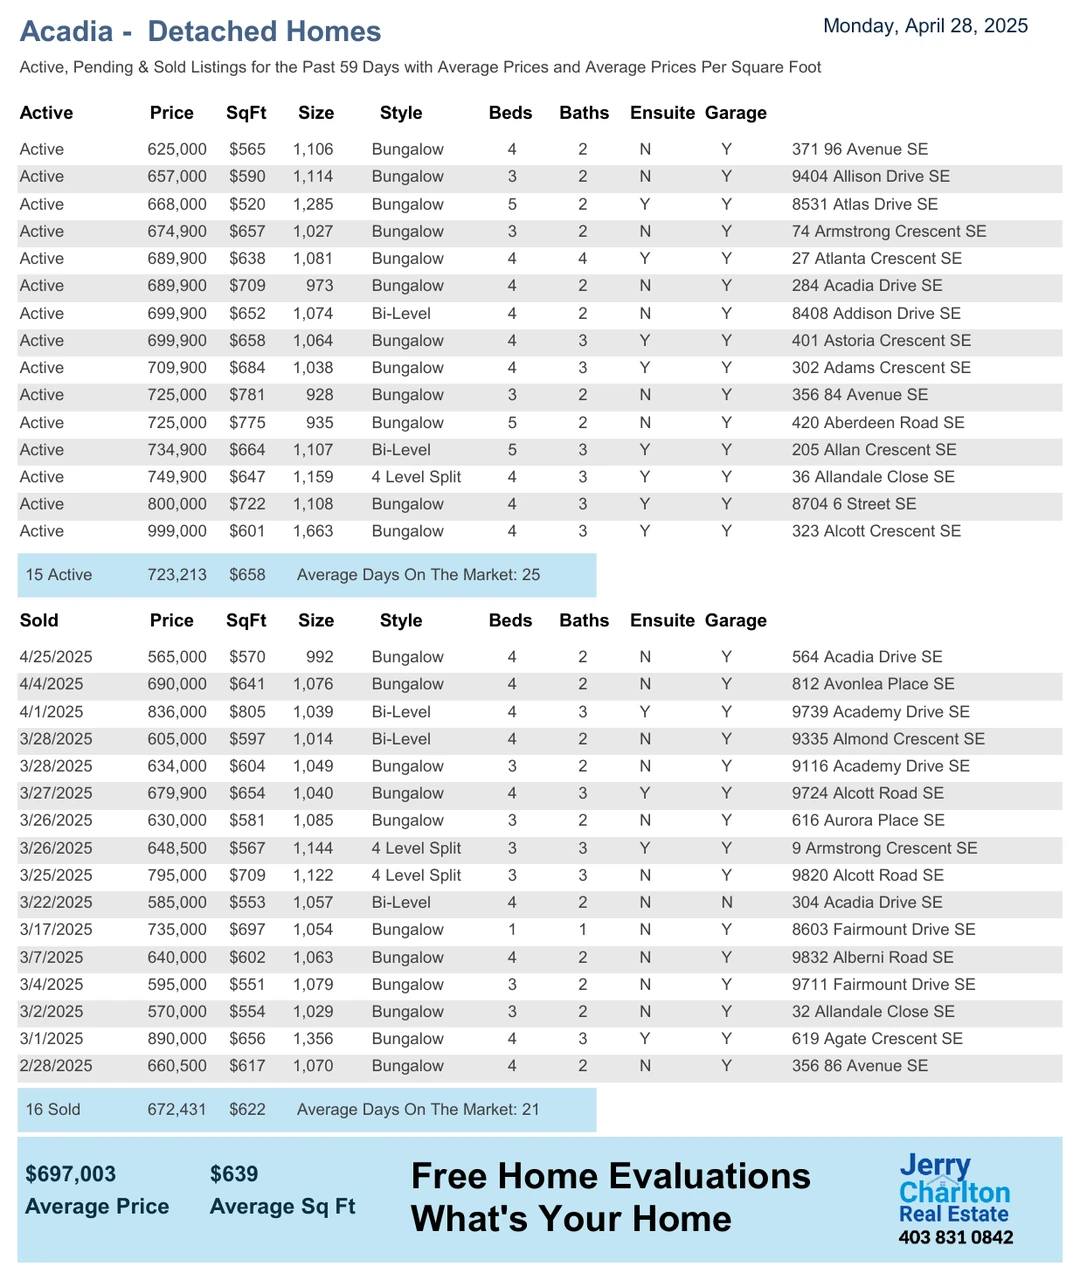 Acadia - Detached Homes
Monday, April 28, 2025
Active, Pending & Sold Listings for the Past 59 Days with Average Prices and Average Prices Per Square Foot
Active Price SqFt Size Style Beds Baths Ensuite Garage
Active 625,000 $565 1,106 Bungalow 4 2 N Y 371 96 Avenue SE
Active 657,000 $590 1,114 Bungalow 3 2 N Y 9404 Allison Drive SE
Active 668,000 $520 1,285 Bungalow 5 2 Y Y 8531 Atlas Drive SE
Active 674,900 $657 1,027 Bungalow 3 2 N Y 74 Armstrong Crescent SE
Active 689,900 $638 1,081 Bungalow 4 4 Y Y 27 Atlanta Crescent SE
Active 689,900 $709 973 Bungalow 4 2 N Y 284 Acadia Drive SE
Active 699,900 $652 1,074 Bi-Level 4 2 N Y 8408 Addison Drive SE
Active 699,900 $658 1,064 Bungalow 4 3 Y Y 401 Astoria Crescent SE
Active 709,900 $684 1,038 Bungalow 4 3 Y Y 302 Adams Crescent SE
Active 725,000 $781 928 Bungalow 3 2 N Y 356 84 Avenue SE
Active 725,000 $775 935 Bungalow 5 2 N Y 420 Aberdeen Road SE
Active 734,900 $664 1,107 Bi-Level 5 3 Y Y 205 Allan Crescent SE
Active 749,900 $647 1,159 4 Level Split 4 3 Y Y 36 Allandale Close SE
Active 800,000 $722 1,108 Bungalow 4 3 Y Y 8704 6 Street SE
Active 999,000 $601 1,663 Bungalow 4 3 Y Y 323 Alcott Crescent SE
15 Active 723,213 $658 Average Days On The Market: 25
Sold Price SqFt Size Style Beds Baths Ensuite Garage
4/25/2025 565,000 $570 992 Bungalow 4 2 N Y 564 Acadia Drive SE
4/4/2025 690,000 $641 1,076 Bungalow 4 2 N Y 812 Avonlea Place SE
4/1/2025 836,000 $805 1,039 Bi-Level 4 3 Y Y 9739 Academy Drive SE
3/28/2025 605,000 $597 1,014 Bi-Level 4 2 N Y 9335 Almond Crescent SE
3/28/2025 634,000 $604 1,049 Bungalow 3 2 N Y 9116 Academy Drive SE
3/27/2025 679,900 $654 1,040 Bungalow 4 3 Y Y 9724 Alcott Road SE
3/26/2025 630,000 $581 1,085 Bungalow 3 2 N Y 616 Aurora Place SE
3/26/2025 648,500 $567 1,144 4 Level Split 3 3 Y Y 9 Armstrong Crescent SE
3/25/2025 795,000 $709 1,122 4 Level Split 3 3 N Y 9820 Alcott Road SE
3/22/2025 585,000 $553 1,057 Bi-Level 4 2 N N 304 Acadia Drive SE
3/17/2025 735,000 $697 1,054 Bungalow 1 1 N Y 8603 Fairmount Drive SE
3/7/2025 640,000 $602 1,063 Bungalow 4 2 N Y 9832 Alberni Road SE
3/4/2025 595,000 $551 1,079 Bungalow 3 2 N Y 9711 Fairmount Drive SE
3/2/2025 570,000 $554 1,029 Bungalow 3 2 N Y 32 Allandale Close SE
3/1/2025 890,000 $656 1,356 Bungalow 4 3 Y Y 619 Agate Crescent SE
2/28/2025 660,500 $617 1,070 Bungalow 4 2 N Y 356 86 Avenue SE
16 Sold 672,431 $622 Average Days On The Market: 21
$697,003 $639
Average Price Average Sq Ft
Free Home Evaluations
What's Your Home
Jerry
Charlton
Real Estate
403 831 0842